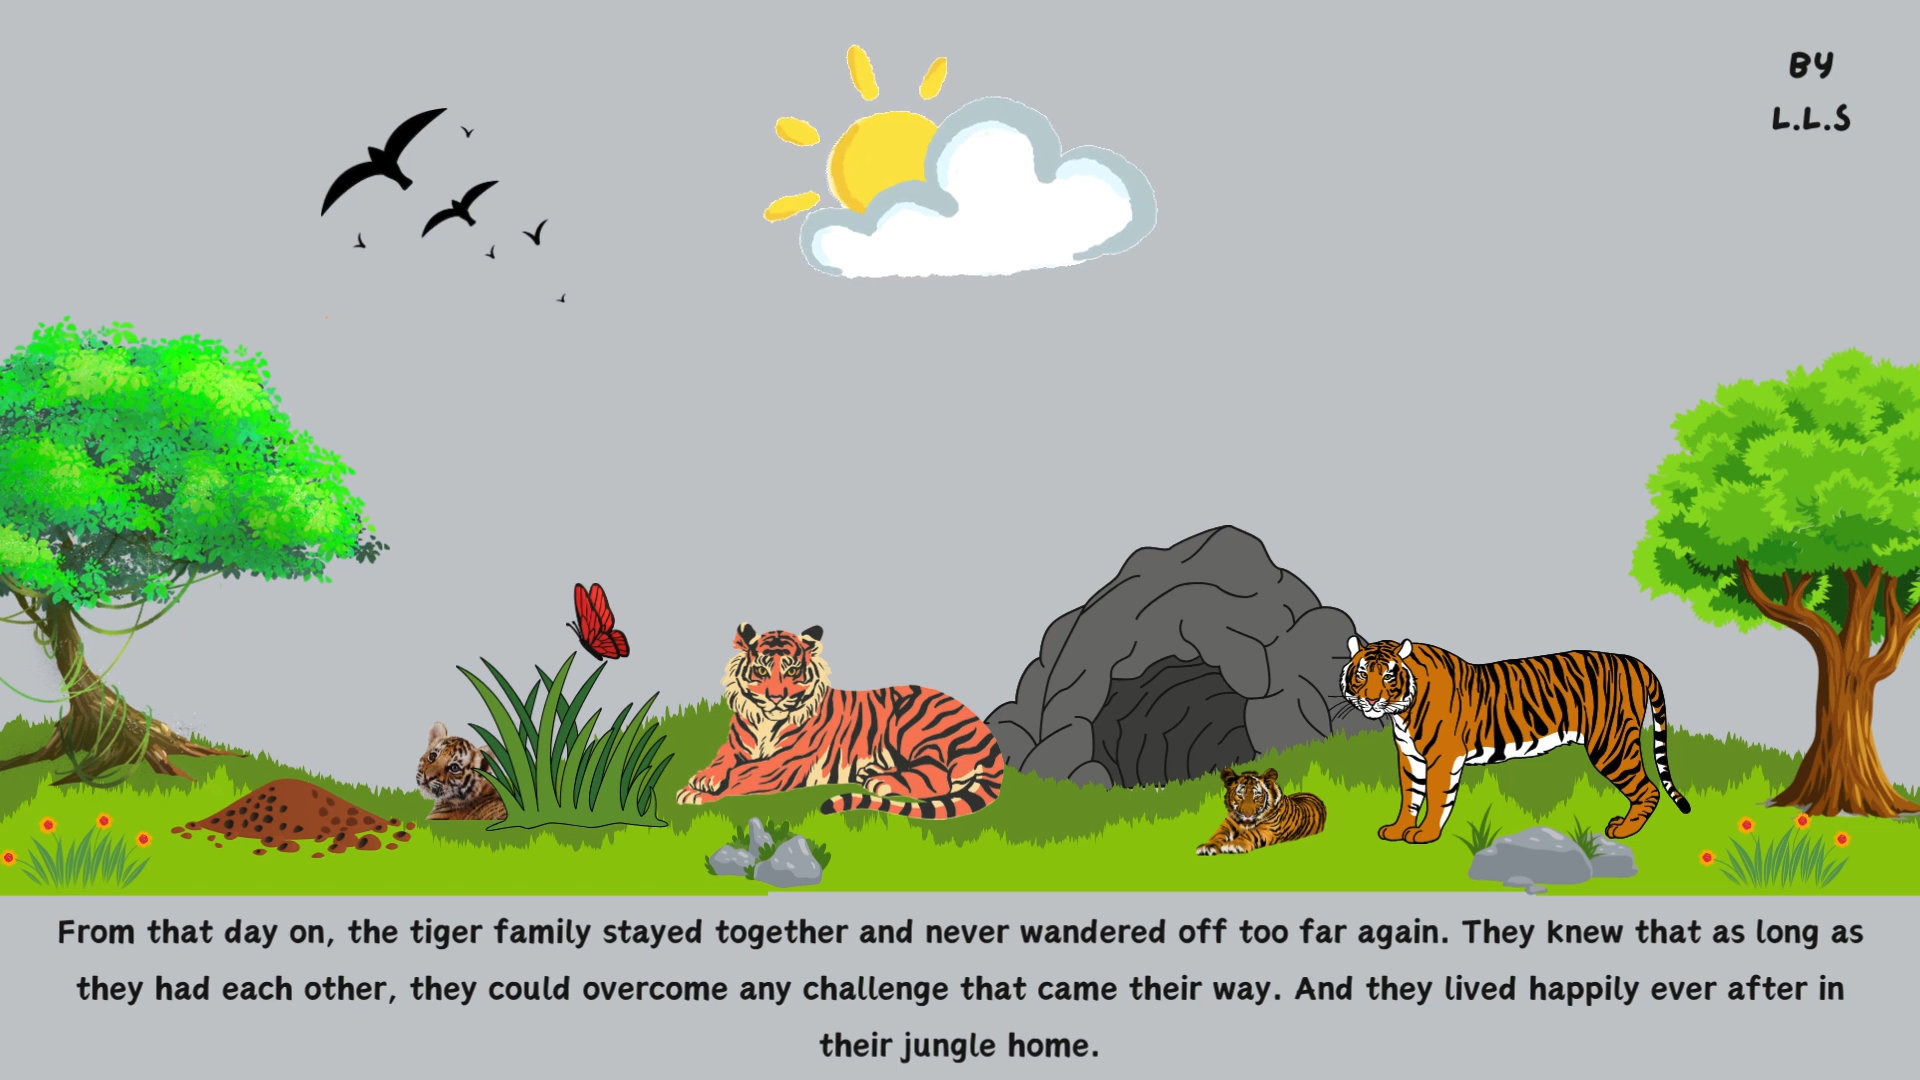 BY
L.L.S
From that day on, the tiger family stayed together and never wandered off too far again. They knew that as long as
they had each other, they could overcome any challenge that came their way. And they lived happily ever after in
their jungle home.